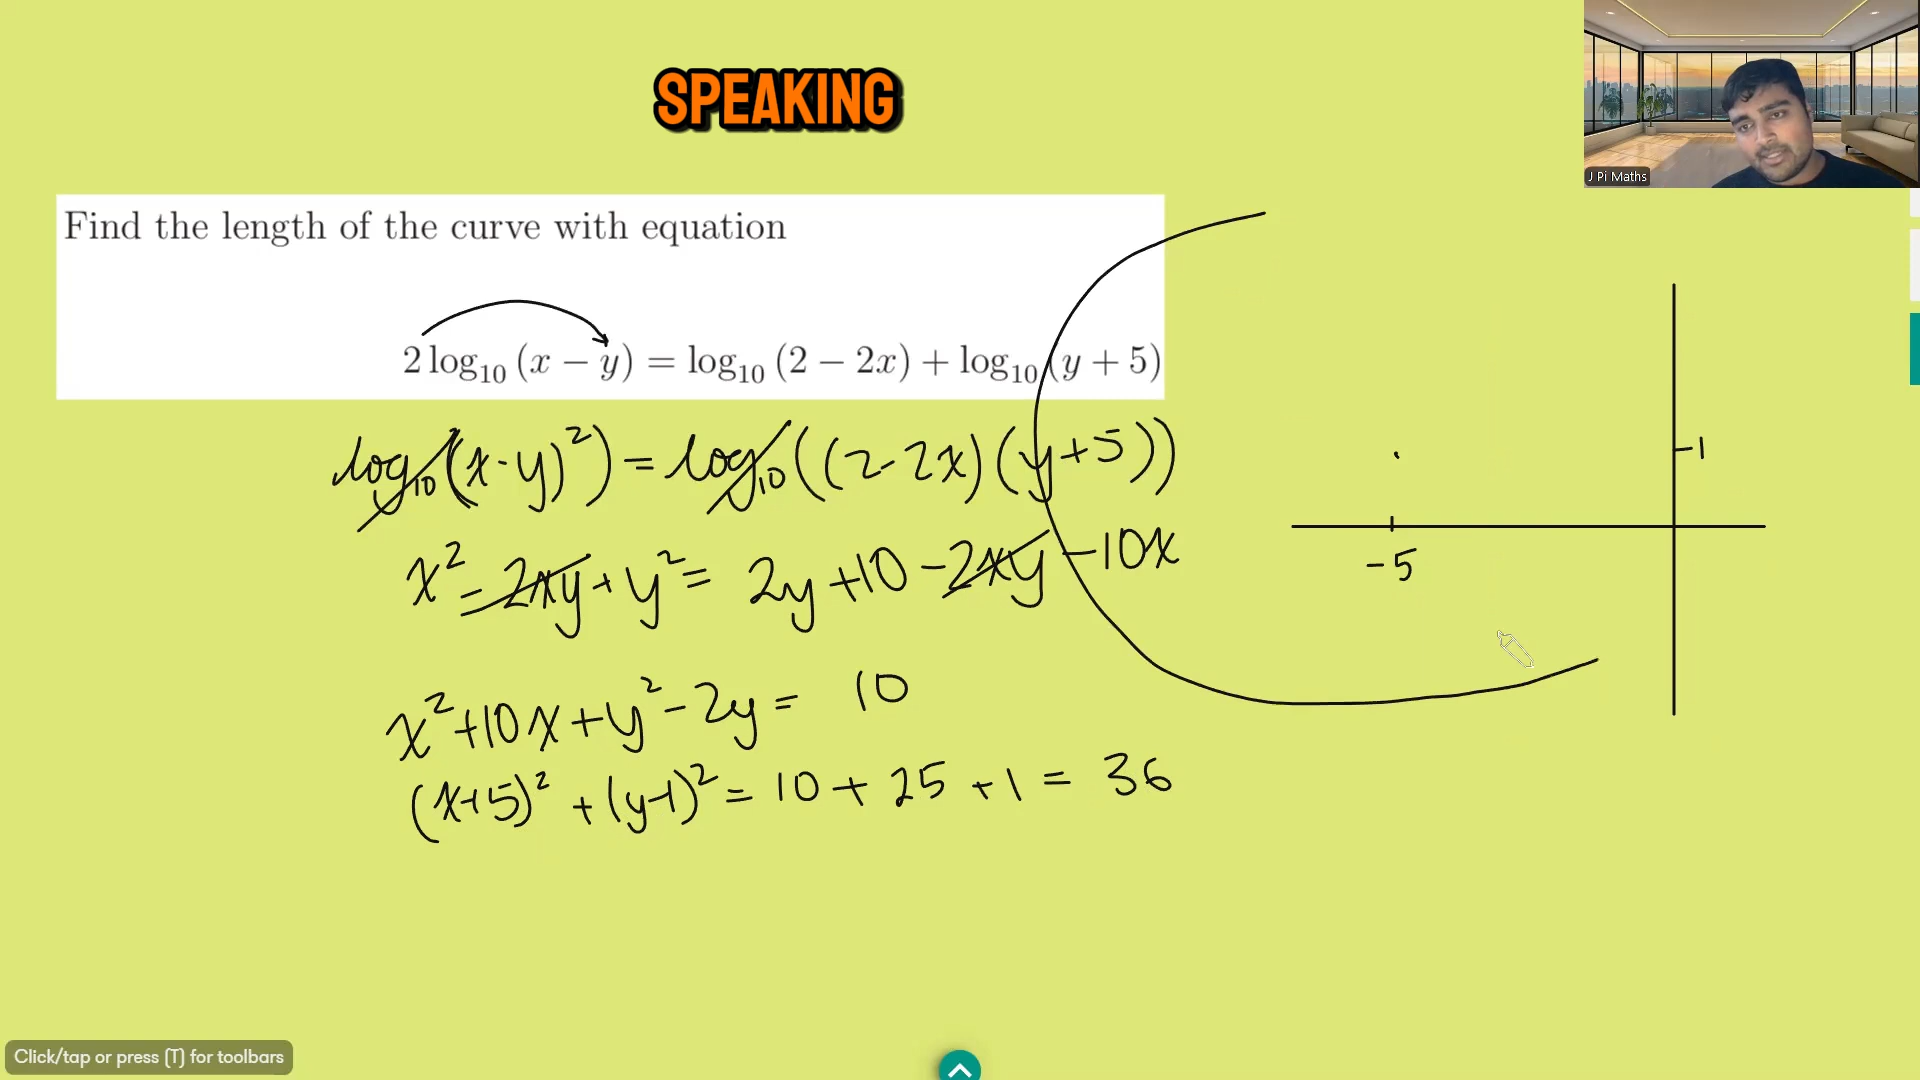 SPEAKING
J Pi Maths
Find the length of the curve with equation
2 log₁₀ (x − y) = log₁₀ (2 − 2x) + log₁₀ (y + 5)
log₁₀((x-y)²) = log₁₀((2-2x)(y+5))
x² - 2xy + y² = 2y + 10 - 2xy - 10x
x² + 10x + y² - 2y = 10
(x+5)² + (y-1)² = 10 + 25 + 1 = 36
1
-5
Click/tap or press (T) for toolbars